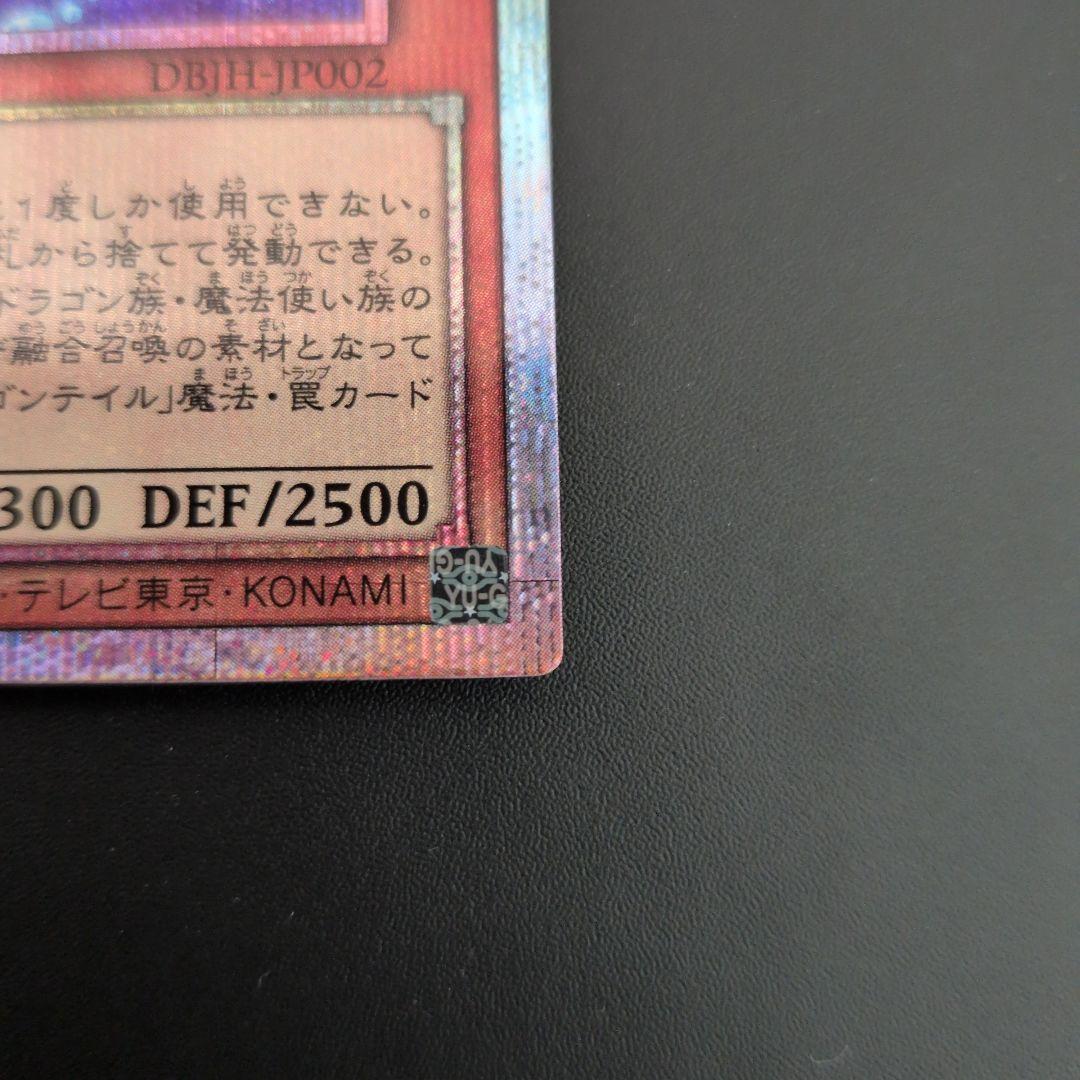 DBJH-JP002
1度しか使用できない。
札から捨てて発動できる。
ドラゴン族・魔法使い族の
融合召喚の素材となって
ゴンテイル」魔法・罠カード
300 DEF/2500
・テレビ東京・KONAMI
YU-G
YU-G